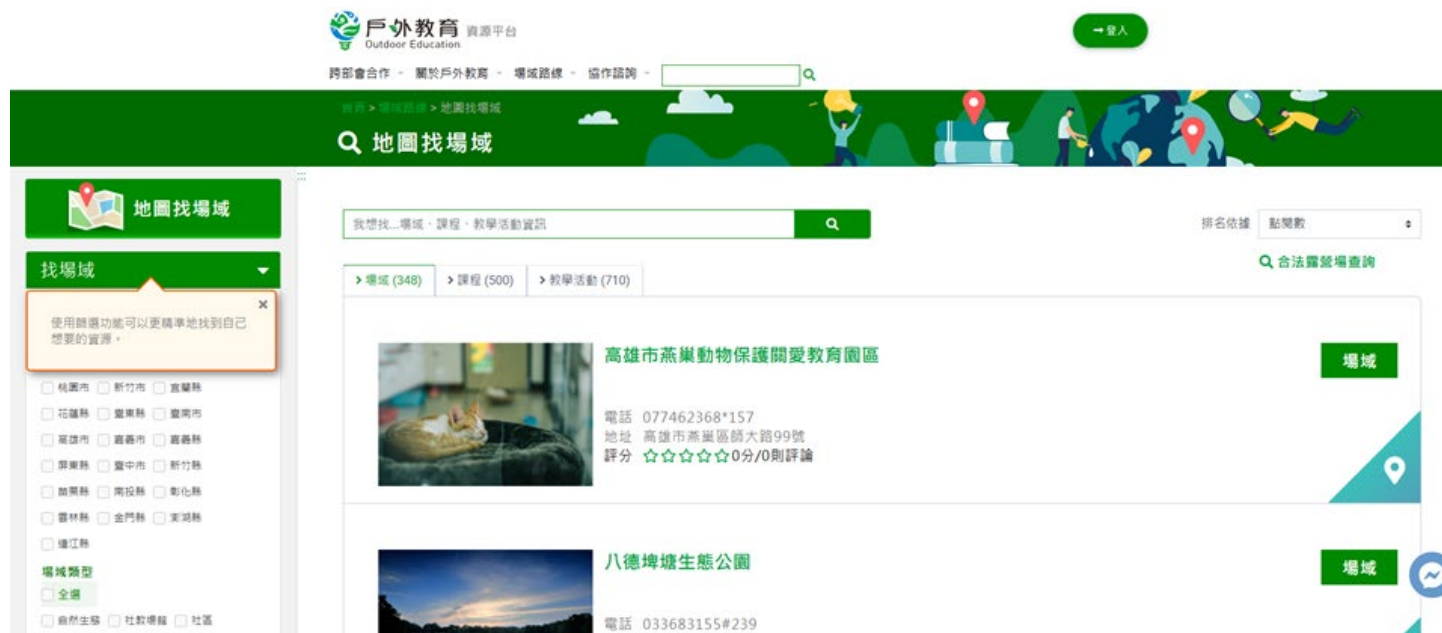 戶外教育 資源平台
Outdoor Education
登入
跨部會合作 關於戶外教育 場域路線 協作諮詢
首頁 > 場域路線 > 地圖找場域
地圖找場域
地圖找場域
找場域
使用篩選功能可以更精準地找到自己
想要的資源。
桃園市 新竹市 宜蘭縣
花蓮縣 臺東縣 臺南市
高雄市 嘉義市 嘉義縣
屏東縣 臺中市 新竹縣
苗栗縣 南投縣 彰化縣
雲林縣 金門縣 澎湖縣
連江縣
場域類型
全選
自然生態 社教場館 社區
我想找...場域、課程、教學活動資訊
排名依據 點閱數
合法露營場查詢
場域 (348) 課程 (500) 教學活動 (710)
高雄市燕巢動物保護關愛教育園區
場域
電話 077462368*157
地址 高雄市燕巢區師大路99號
評分 ☆☆☆☆☆0分/0則評論
八德埤塘生態公園
場域
電話 033683155#239